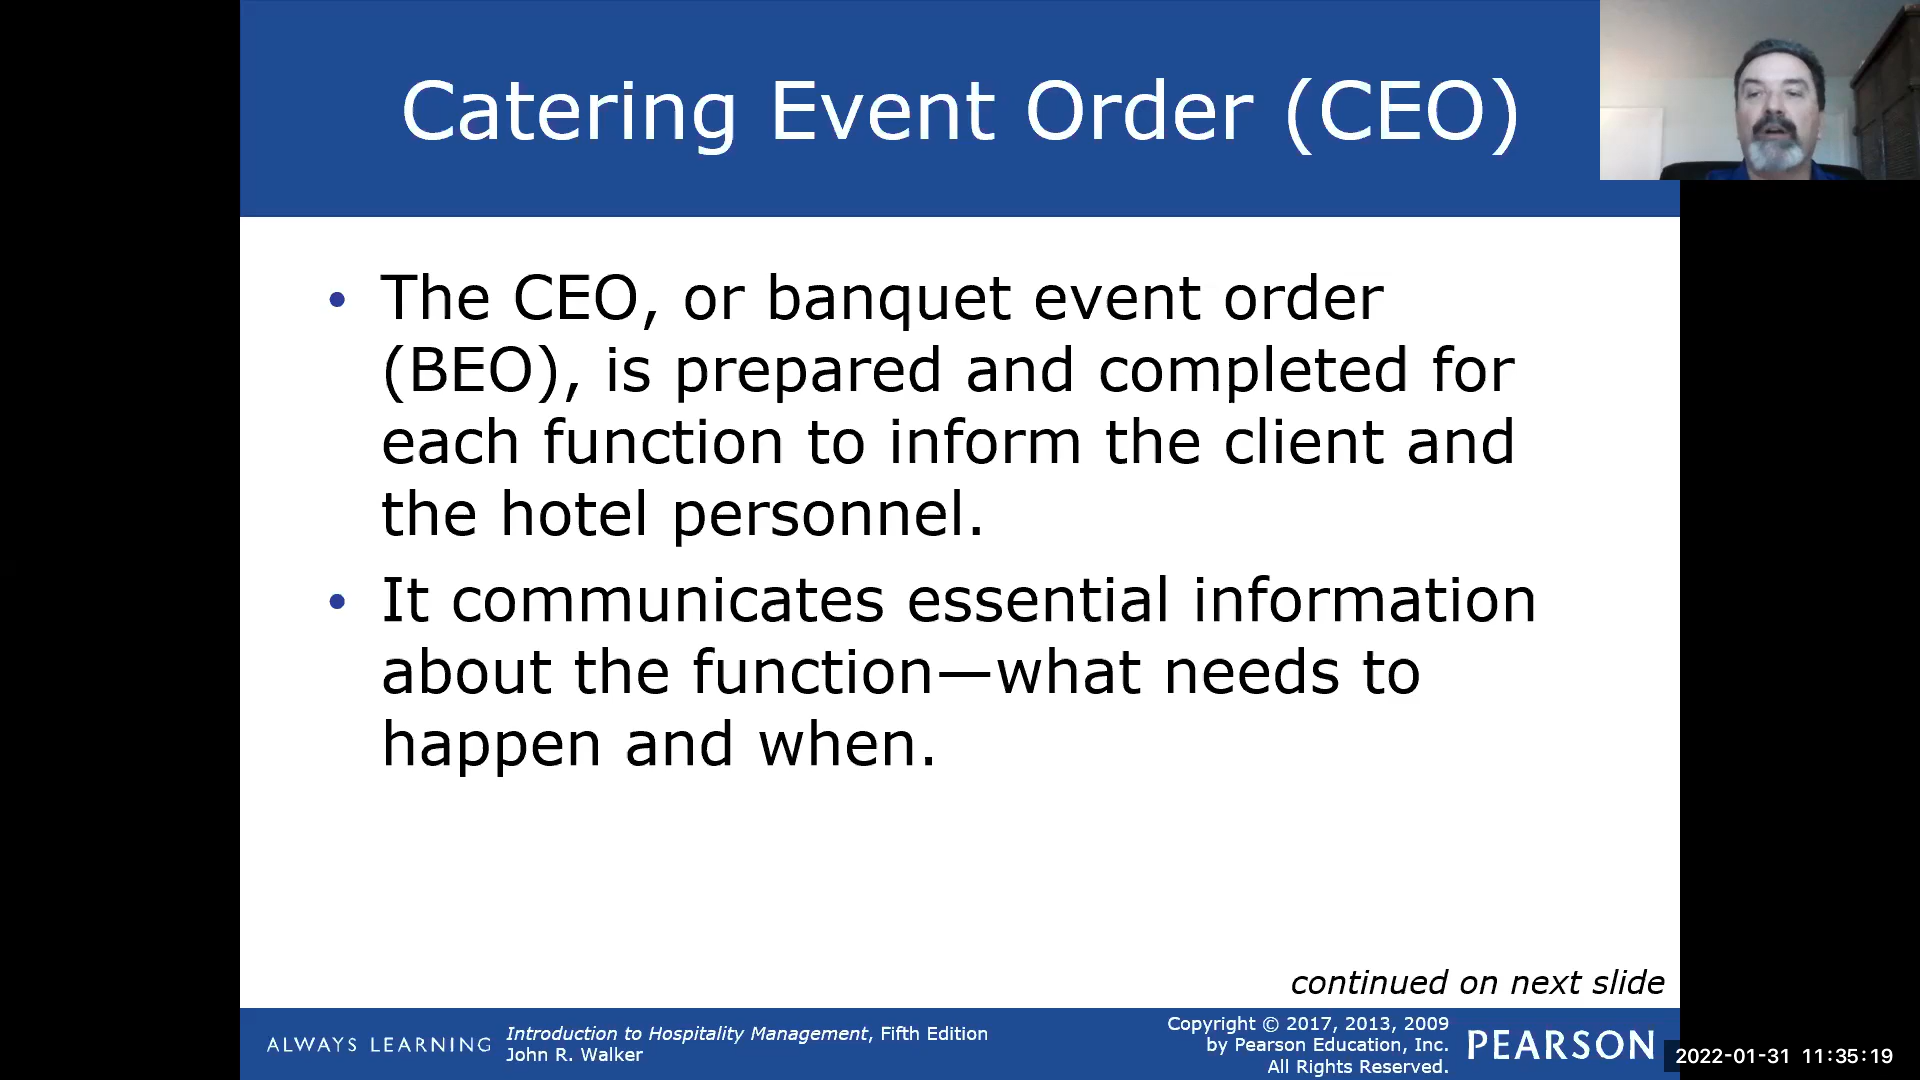 Catering Event Order (CEO)
• The CEO, or banquet event order
(BEO), is prepared and completed for
each function to inform the client and
the hotel personnel.
• It communicates essential information
about the function—what needs to
happen and when.
continued on next slide
ALWAYS LEARNING
Introduction to Hospitality Management, Fifth Edition
John R. Walker
Copyright © 2017, 2013, 2009
by Pearson Education, Inc.
All Rights Reserved.
PEARSON
2022-01-31 11:35:19